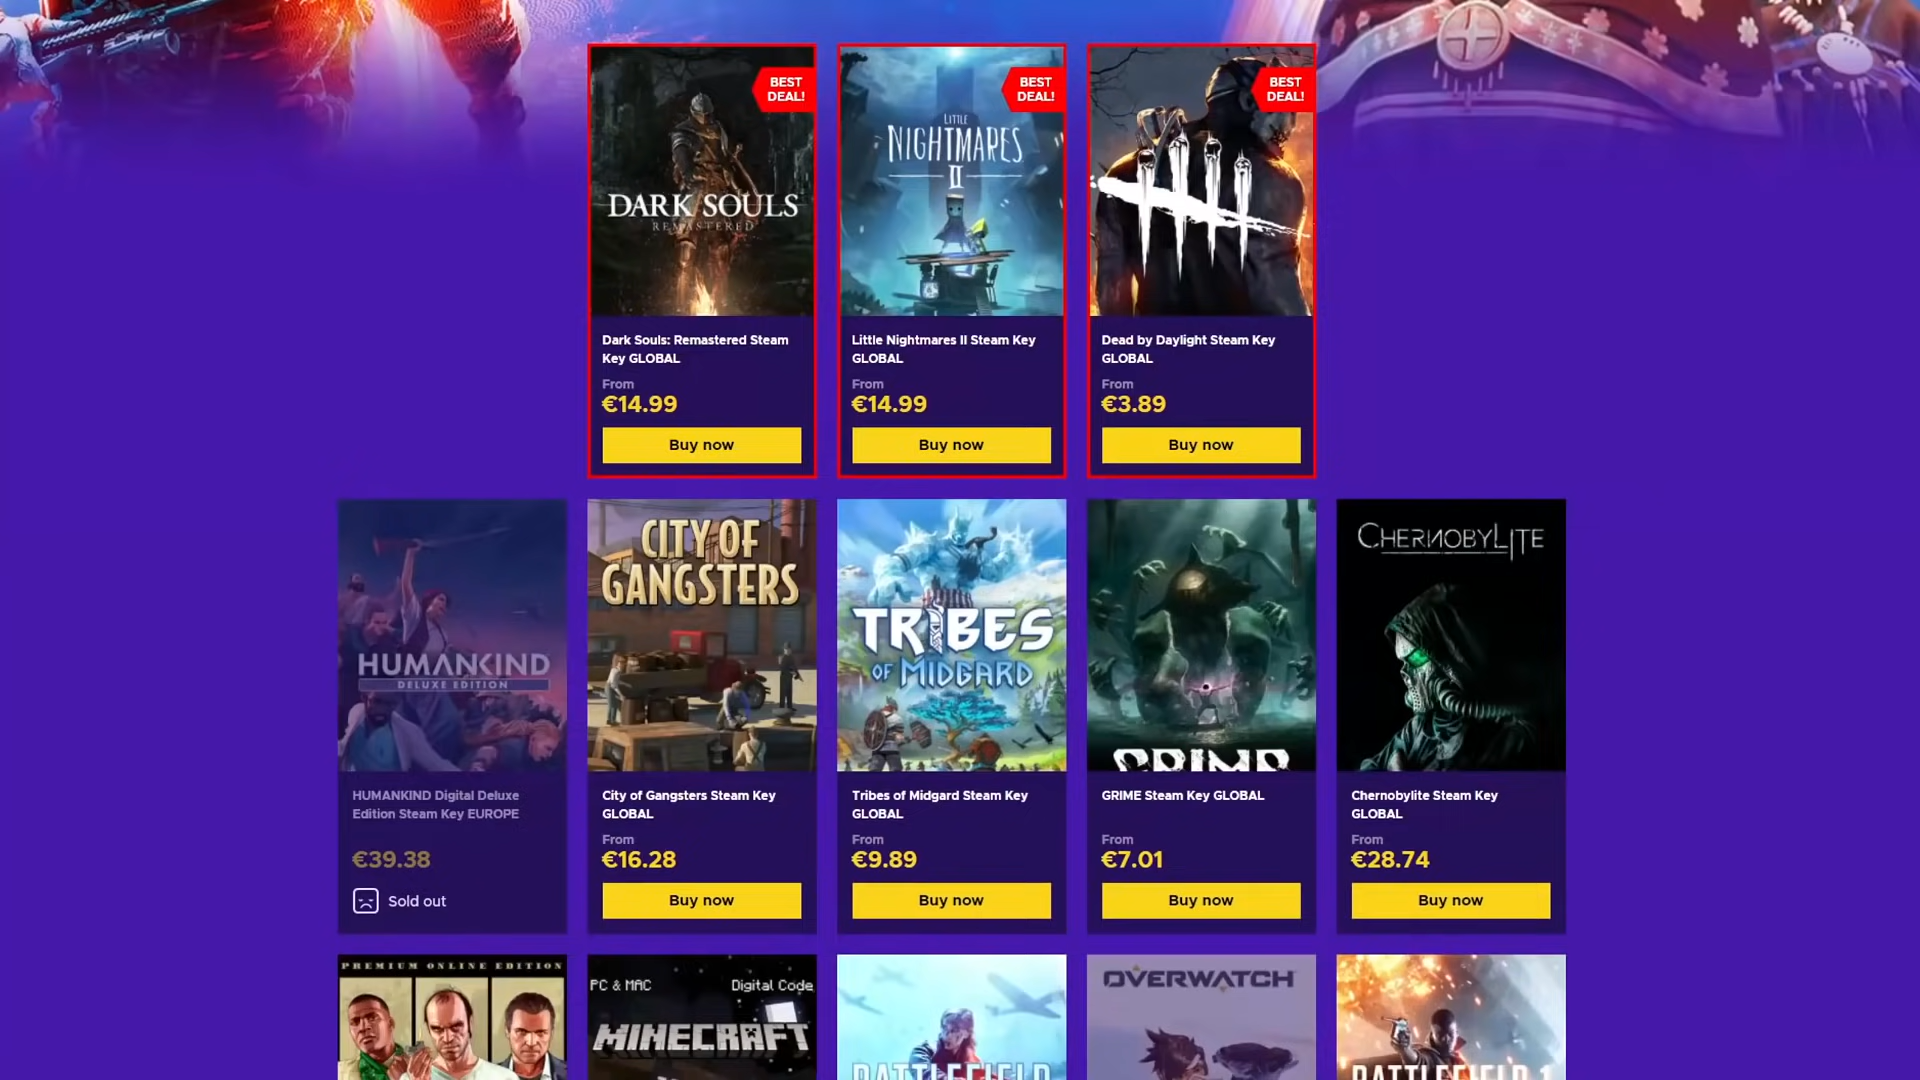 BEST
DEAL!
DARK SOULS
REMASTERED
Dark Souls: Remastered Steam
Key GLOBAL
From
€14.99
Buy now
BEST
DEAL!
LITTLE
NIGHTMARES
II
Little Nightmares II Steam Key
GLOBAL
From
€14.99
Buy now
BEST
DEAL!
Dead by Daylight Steam Key
GLOBAL
From
€3.89
Buy now
HUMANKIND
DELUXE EDITION
HUMANKIND Digital Deluxe
Edition Steam Key EUROPE
€39.38
Sold out
CITY OF
GANGSTERS
City of Gangsters Steam Key
GLOBAL
From
€16.28
Buy now
TRIBES
OF MIDGARD
Tribes of Midgard Steam Key
GLOBAL
From
€9.89
Buy now
GRIME
GRIME Steam Key GLOBAL
From
€7.01
Buy now
CHERNOBYLITE
Chernobylite Steam Key
GLOBAL
From
€28.74
Buy now
PREMIUM ONLINE EDITION
PC & MAC
Digital Code
MINECRAFT
BATTLEFIELD
OVERWATCH
BATTLEFIELD 1